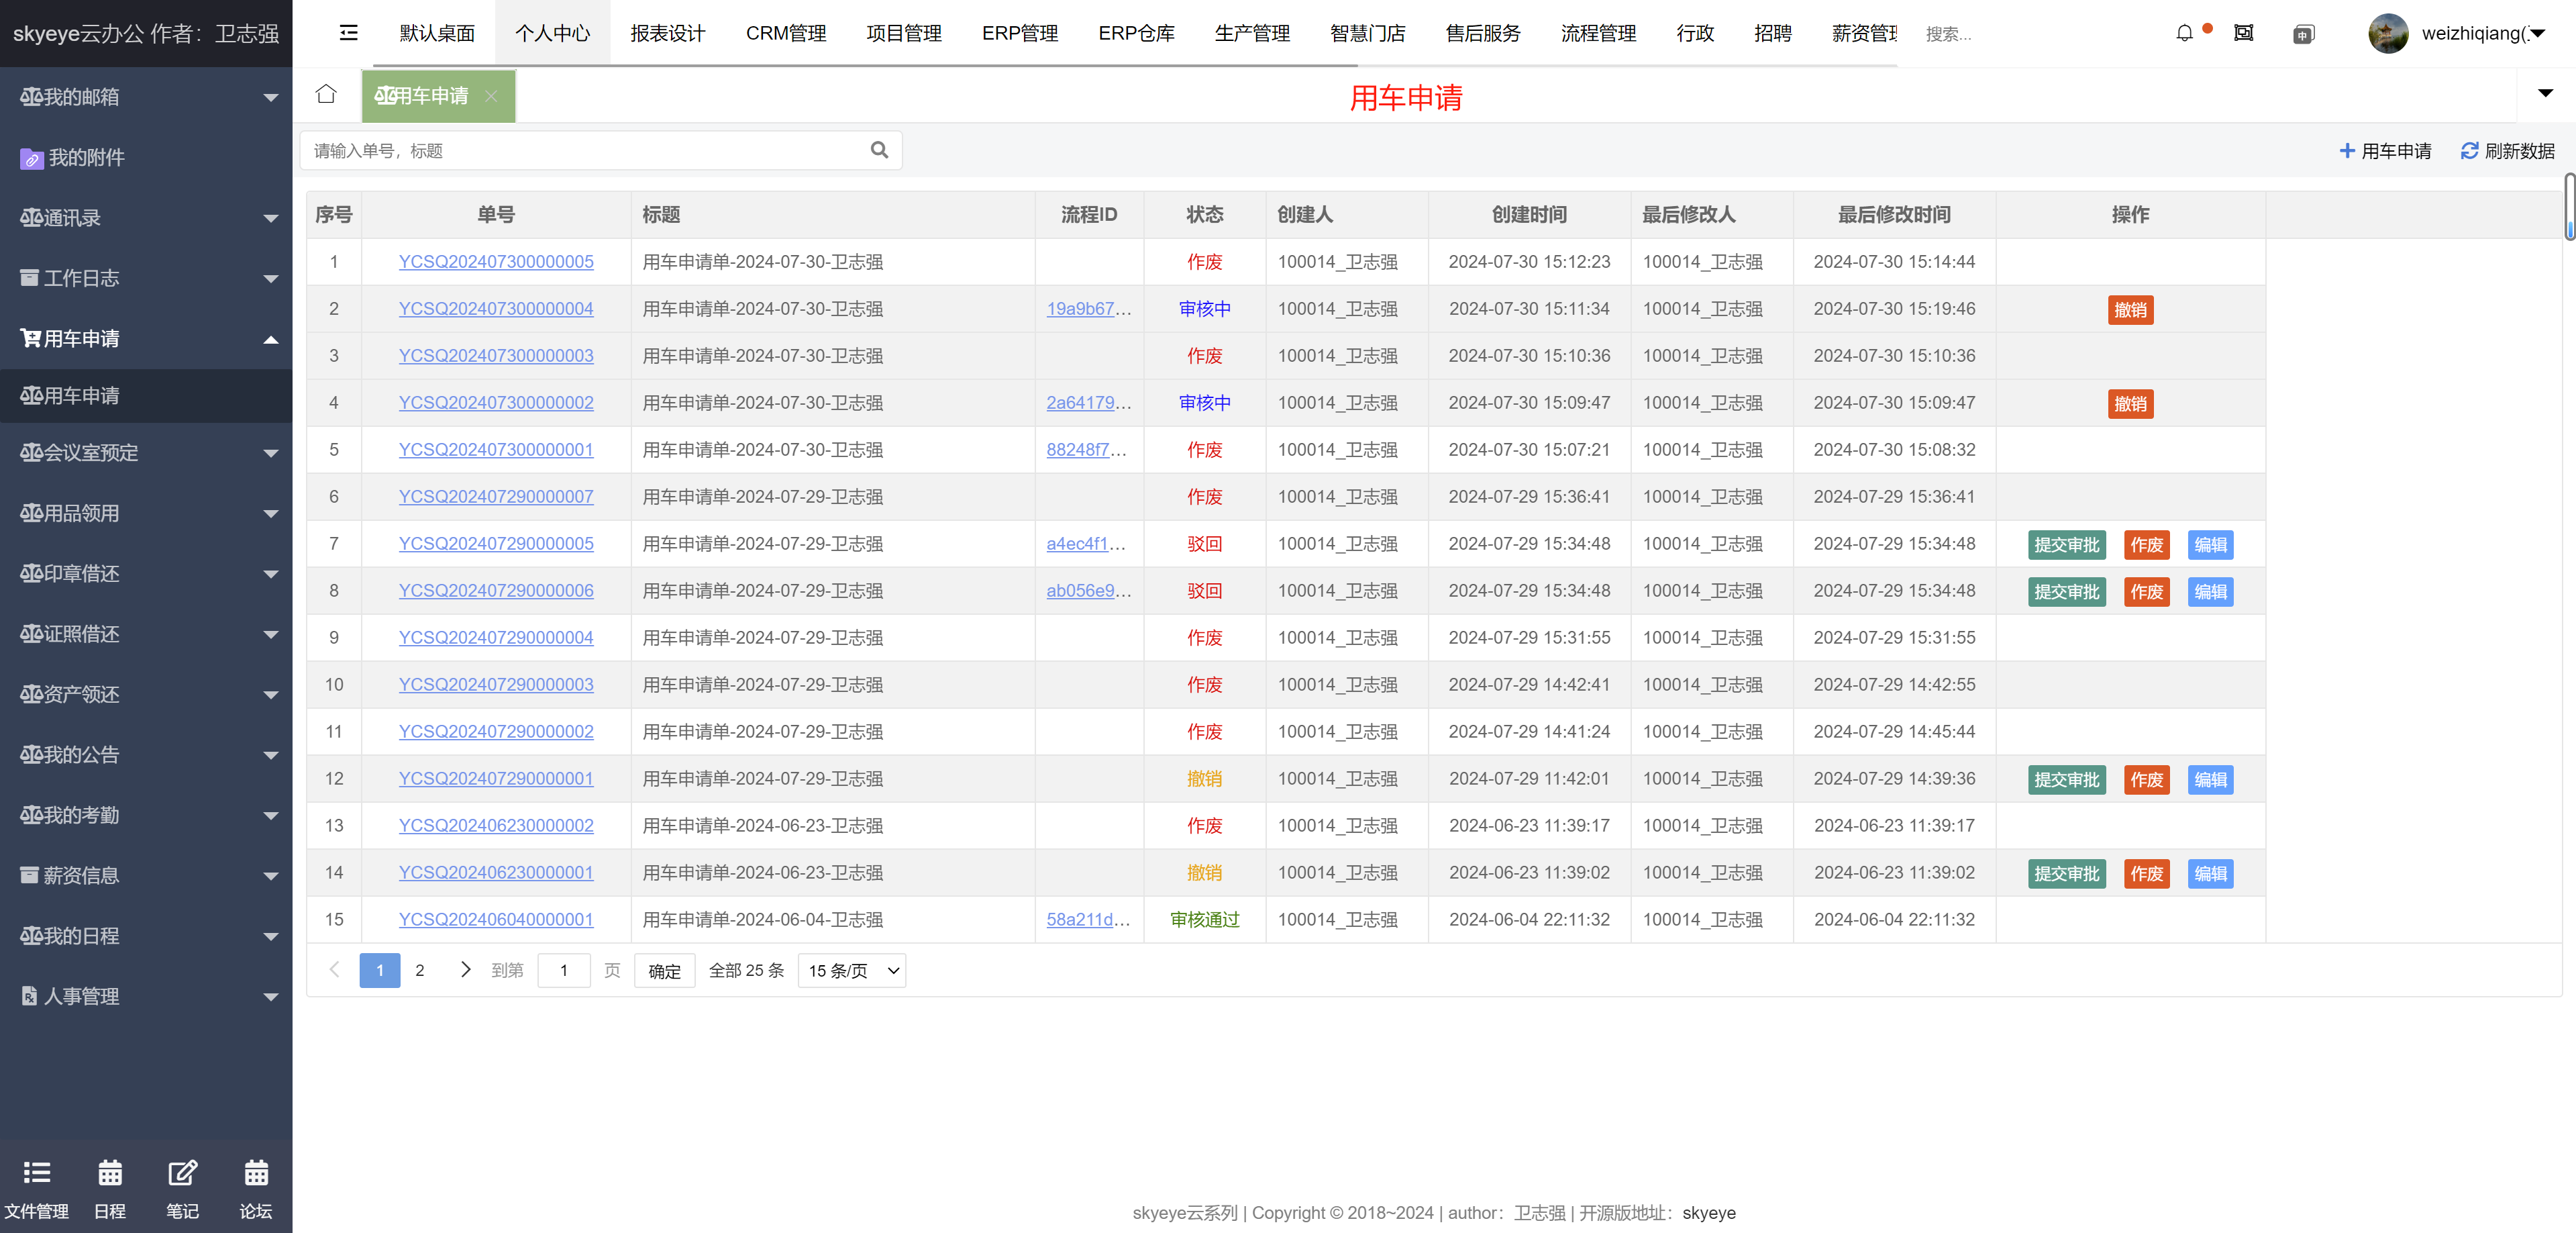 skyeye云办公 作者：卫志强
默认桌面 个人中心 报表设计 CRM管理 项目管理 ERP管理 ERP仓库 生产管理 智慧门店 售后服务 流程管理 行政 招聘 薪资管理 搜索... weizhiqiang(
用车申请 用车申请
请输入单号，标题 用车申请 刷新数据
我的邮箱
我的附件
通讯录
工作日志
用车申请
用车申请
会议室预定
用品领用
印章借还
证照借还
资产领还
我的公告
我的考勤
薪资信息
我的日程
人事管理
文件管理 日程 笔记 论坛
序号 单号 标题 流程ID 状态 创建人 创建时间 最后修改人 最后修改时间 操作
1 YCSQ202407300000005 用车申请单-2024-07-30-卫志强 作废 100014_卫志强 2024-07-30 15:12:23 100014_卫志强 2024-07-30 15:14:44
2 YCSQ202407300000004 用车申请单-2024-07-30-卫志强 19a9b67... 审核中 100014_卫志强 2024-07-30 15:11:34 100014_卫志强 2024-07-30 15:19:46 撤销
3 YCSQ202407300000003 用车申请单-2024-07-30-卫志强 作废 100014_卫志强 2024-07-30 15:10:36 100014_卫志强 2024-07-30 15:10:36
4 YCSQ202407300000002 用车申请单-2024-07-30-卫志强 2a64179... 审核中 100014_卫志强 2024-07-30 15:09:47 100014_卫志强 2024-07-30 15:09:47 撤销
5 YCSQ202407300000001 用车申请单-2024-07-30-卫志强 88248f7... 作废 100014_卫志强 2024-07-30 15:07:21 100014_卫志强 2024-07-30 15:08:32
6 YCSQ202407290000007 用车申请单-2024-07-29-卫志强 作废 100014_卫志强 2024-07-29 15:36:41 100014_卫志强 2024-07-29 15:36:41
7 YCSQ202407290000005 用车申请单-2024-07-29-卫志强 a4ec4f1... 驳回 100014_卫志强 2024-07-29 15:34:48 100014_卫志强 2024-07-29 15:34:48 提交审批 作废 编辑
8 YCSQ202407290000006 用车申请单-2024-07-29-卫志强 ab056e9... 驳回 100014_卫志强 2024-07-29 15:34:48 100014_卫志强 2024-07-29 15:34:48 提交审批 作废 编辑
9 YCSQ202407290000004 用车申请单-2024-07-29-卫志强 作废 100014_卫志强 2024-07-29 15:31:55 100014_卫志强 2024-07-29 15:31:55
10 YCSQ202407290000003 用车申请单-2024-07-29-卫志强 作废 100014_卫志强 2024-07-29 14:42:41 100014_卫志强 2024-07-29 14:42:55
11 YCSQ202407290000002 用车申请单-2024-07-29-卫志强 作废 100014_卫志强 2024-07-29 14:41:24 100014_卫志强 2024-07-29 14:45:44
12 YCSQ202407290000001 用车申请单-2024-07-29-卫志强 撤销 100014_卫志强 2024-07-29 11:42:01 100014_卫志强 2024-07-29 14:39:36 提交审批 作废 编辑
13 YCSQ202406230000002 用车申请单-2024-06-23-卫志强 作废 100014_卫志强 2024-06-23 11:39:17 100014_卫志强 2024-06-23 11:39:17
14 YCSQ202406230000001 用车申请单-2024-06-23-卫志强 撤销 100014_卫志强 2024-06-23 11:39:02 100014_卫志强 2024-06-23 11:39:02 提交审批 作废 编辑
15 YCSQ202406040000001 用车申请单-2024-06-04-卫志强 58a211d... 审核通过 100014_卫志强 2024-06-04 22:11:32 100014_卫志强 2024-06-04 22:11:32
1 2 到第 1 页 确定 全部 25 条 15 条/页
skyeye云系列 | Copyright © 2018~2024 | author：卫志强 | 开源版地址：skyeye